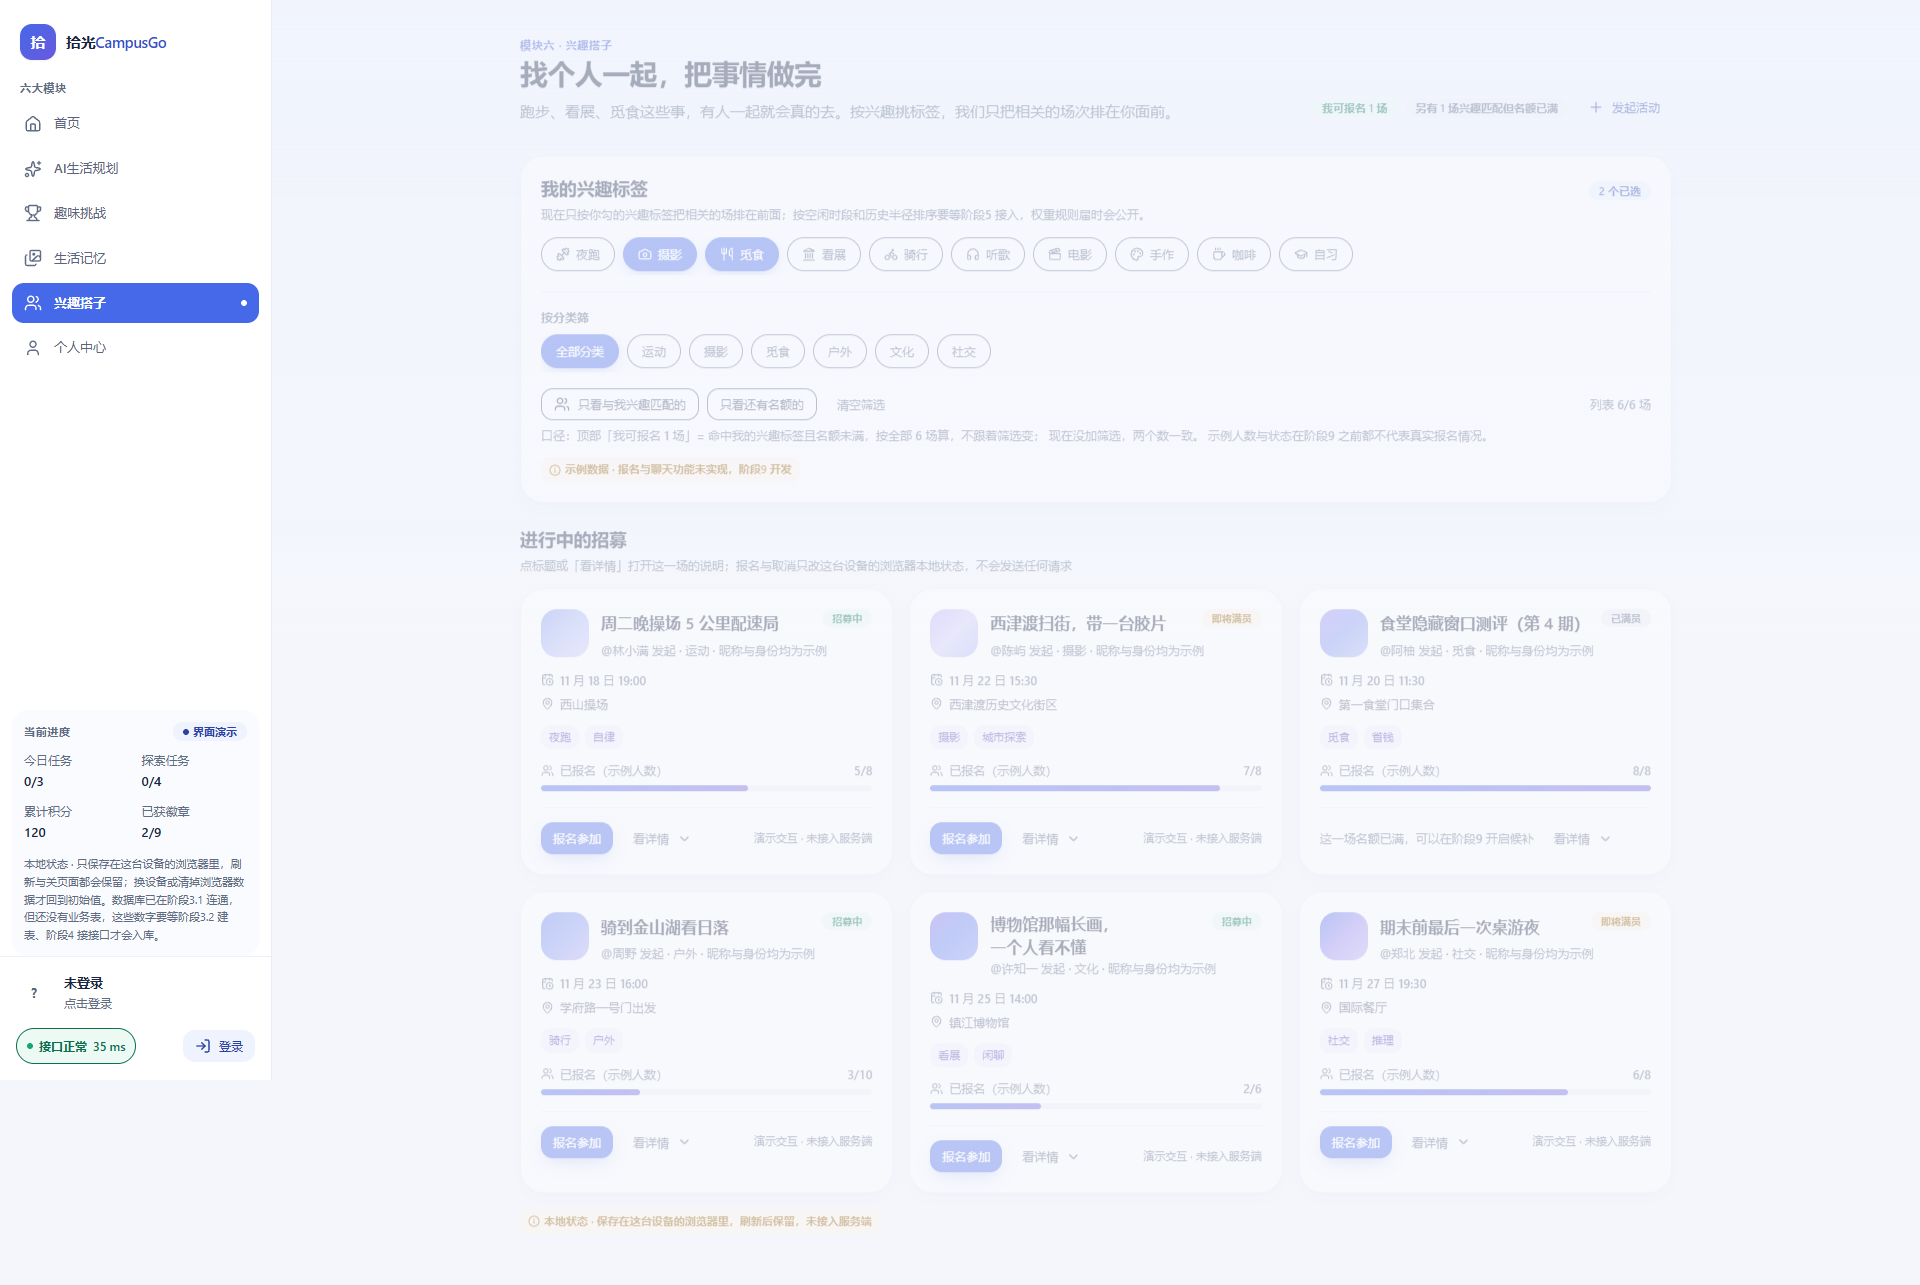 拾 拾光CampusGo
六大模块
首页
AI生活规划
趣味挑战
生活记忆
兴趣搭子
个人中心
当前进度 界面演示
今日任务 探索任务
0/3 0/4
累计积分 已获徽章
120 2/9
本地状态 · 只保存在这台设备的浏览器里，刷
新与关页面都会保留；换设备或清掉浏览器数
据才回到初始值。数据库已在阶段3.1 连通，
但还没有业务表，这些数字要等阶段3.2 建
表、阶段4 接接口才会入库。
? 未登录
点击登录
接口正常 35 ms 登录
模块六 · 兴趣搭子
找个人一起，把事情做完
跑步、看展、觅食这些事，有人一起就会真的去。按兴趣挑标签，我们只把相关的场次排在你面前。
我可报名 1 场 另有 1 场兴趣匹配但名额已满 发起活动
我的兴趣标签 2 个已选
现在只按你勾的兴趣标签把相关的场排在前面；按空闲时段和历史半径排序要等阶段5 接入，权重规则届时会公开。
夜跑 摄影 觅食 看展 骑行 听歌 电影 手作 咖啡 自习
按分类筛
全部分类 运动 摄影 觅食 户外 文化 社交
只看与我兴趣匹配的 只看还有名额的 清空筛选 列表 6/6 场
口径：顶部「我可报名 1 场」= 命中我的兴趣标签且名额未满，按全部 6 场算，不跟着筛选变； 现在没加筛选，两个数一致。 示例人数与状态在阶段9 之前都不代表真实报名情况。
示例数据 · 报名与聊天功能未实现，阶段9 开发
进行中的招募
点标题或「看详情」打开这一场的说明；报名与取消只改这台设备的浏览器本地状态，不会发送任何请求
周二晚操场 5 公里配速局 招募中
@林小满 发起 · 运动 · 昵称与身份均为示例
11 月 18 日 19:00
西山操场
夜跑 自律
已报名（示例人数） 5/8
报名参加 看详情 演示交互 · 未接入服务端
西津渡扫街，带一台胶片 即将满员
@陈屿 发起 · 摄影 · 昵称与身份均为示例
11 月 22 日 15:30
西津渡历史文化街区
摄影 城市探索
已报名（示例人数） 7/8
报名参加 看详情 演示交互 · 未接入服务端
食堂隐藏窗口测评（第 4 期） 已满员
@阿柚 发起 · 觅食 · 昵称与身份均为示例
11 月 20 日 11:30
第一食堂门口集合
觅食 省钱
已报名（示例人数） 8/8
这一场名额已满，可以在阶段9 开启候补 看详情
骑到金山湖看日落 招募中
@周野 发起 · 户外 · 昵称与身份均为示例
11 月 23 日 16:00
学府路一号门出发
骑行 户外
已报名（示例人数） 3/10
报名参加 看详情 演示交互 · 未接入服务端
博物馆那幅长画， 招募中
一个人看不懂
@许知一 发起 · 文化 · 昵称与身份均为示例
11 月 25 日 14:00
镇江博物馆
看展 闲聊
已报名（示例人数） 2/6
报名参加 看详情 演示交互 · 未接入服务端
期末前最后一次桌游夜 即将满员
@郑北 发起 · 社交 · 昵称与身份均为示例
11 月 27 日 19:30
国际餐厅
社交 推理
已报名（示例人数） 6/8
报名参加 看详情 演示交互 · 未接入服务端
本地状态 · 保存在这台设备的浏览器里，刷新后保留，未接入服务端